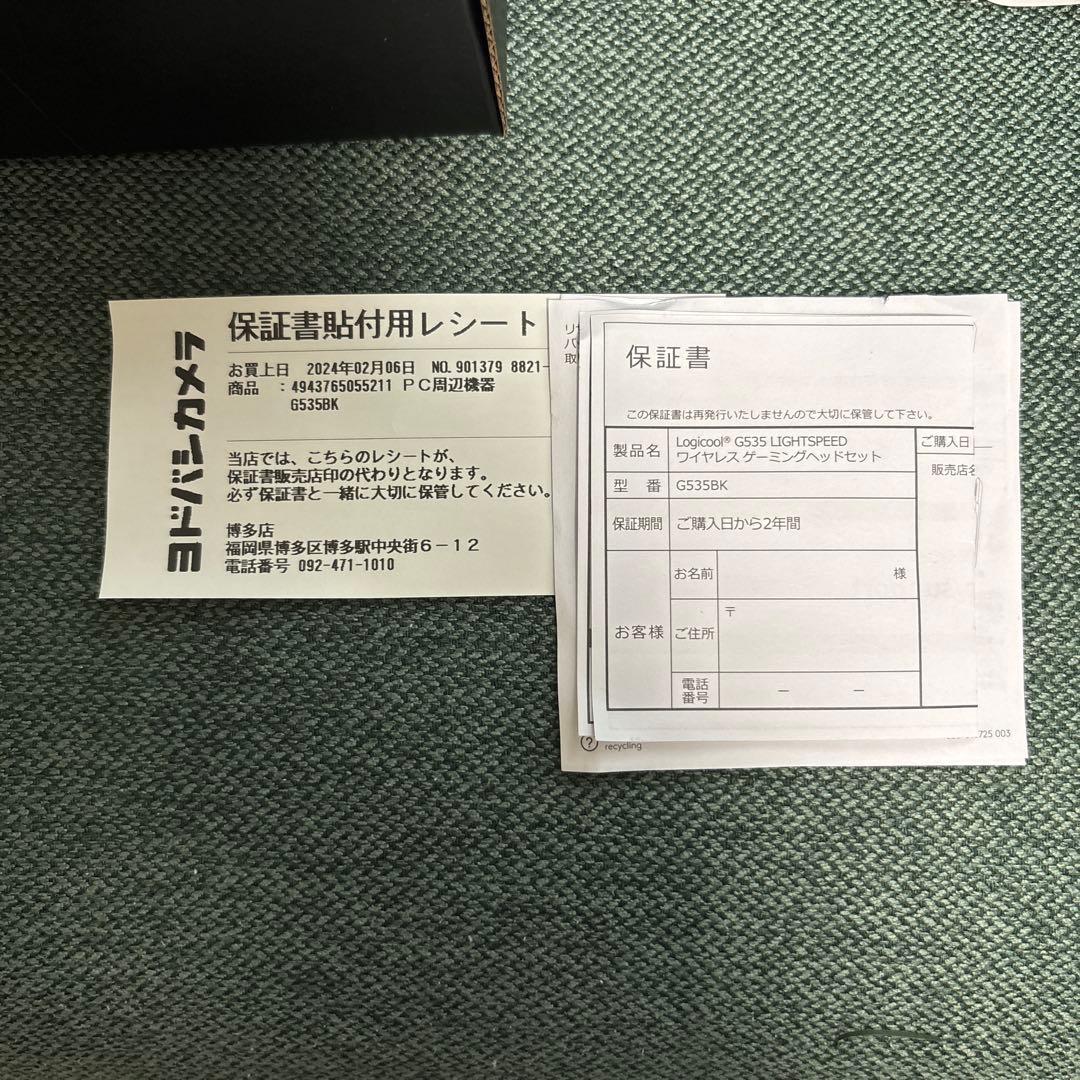 ヨドバシカメラ
保証書貼付用レシート
お買上日 2024年02月06日 NO.901379 8821-
商品 :4943765055211 PC周辺機器
G535BK
当店では、こちらのレシートが、
保証書販売店印の代わりとなります。
必ず保証書と一緒に大切に保管してください。
博多店
福岡県博多区博多駅中央街6-12
電話番号 092-471-1010
保証書
この保証書は再発行いたしませんので大切に保管して下さい。
製品名 Logicool® G535 LIGHTSPEED
ワイヤレス ゲーミングヘッドセット
ご購入日
販売店名
型 番 G535BK
保証期間 ご購入日から2年間
お客様
お名前 様
ご住所 〒
電話
番号 ― ―
recycling
725 003